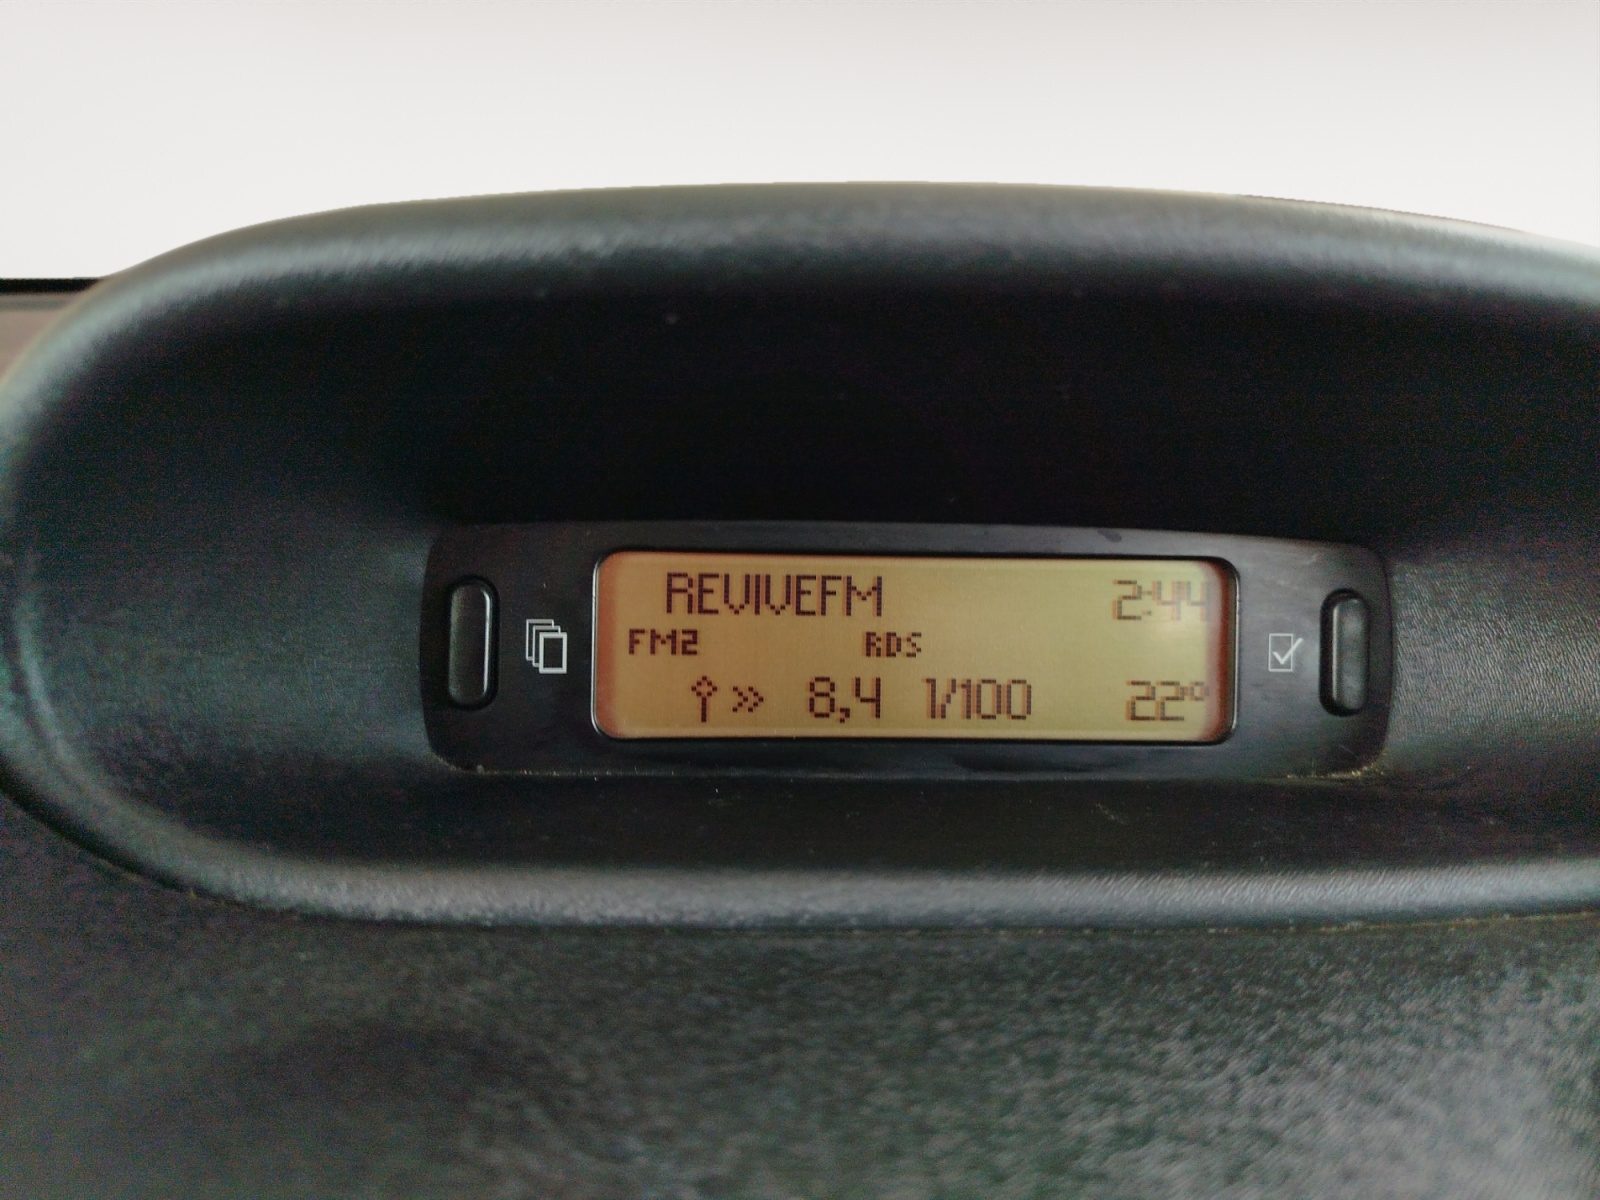 REVIVEFM 2:44
FM2 RDS
8,4 l/100 22°